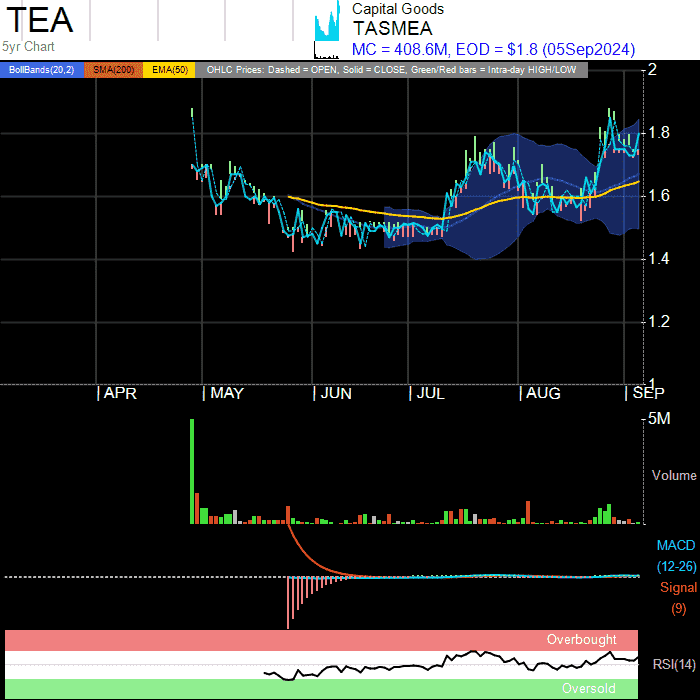 TEA
5yr Chart
Capital Goods
TASMEA
MC = 408.6M, EOD = $1.8 (05Sep2024)
BollBands(20,2) SMA(200) EMA(50) OHLC Prices: Dashed = OPEN, Solid = CLOSE, Green/Red bars = Intra-day HIGH/LOW
2
1.8
1.6
1.4
1.2
1
APR MAY JUN JUL AUG SEP
5M
Volume
MACD
(12-26)
Signal
(9)
Overbought
RSI(14)
Oversold